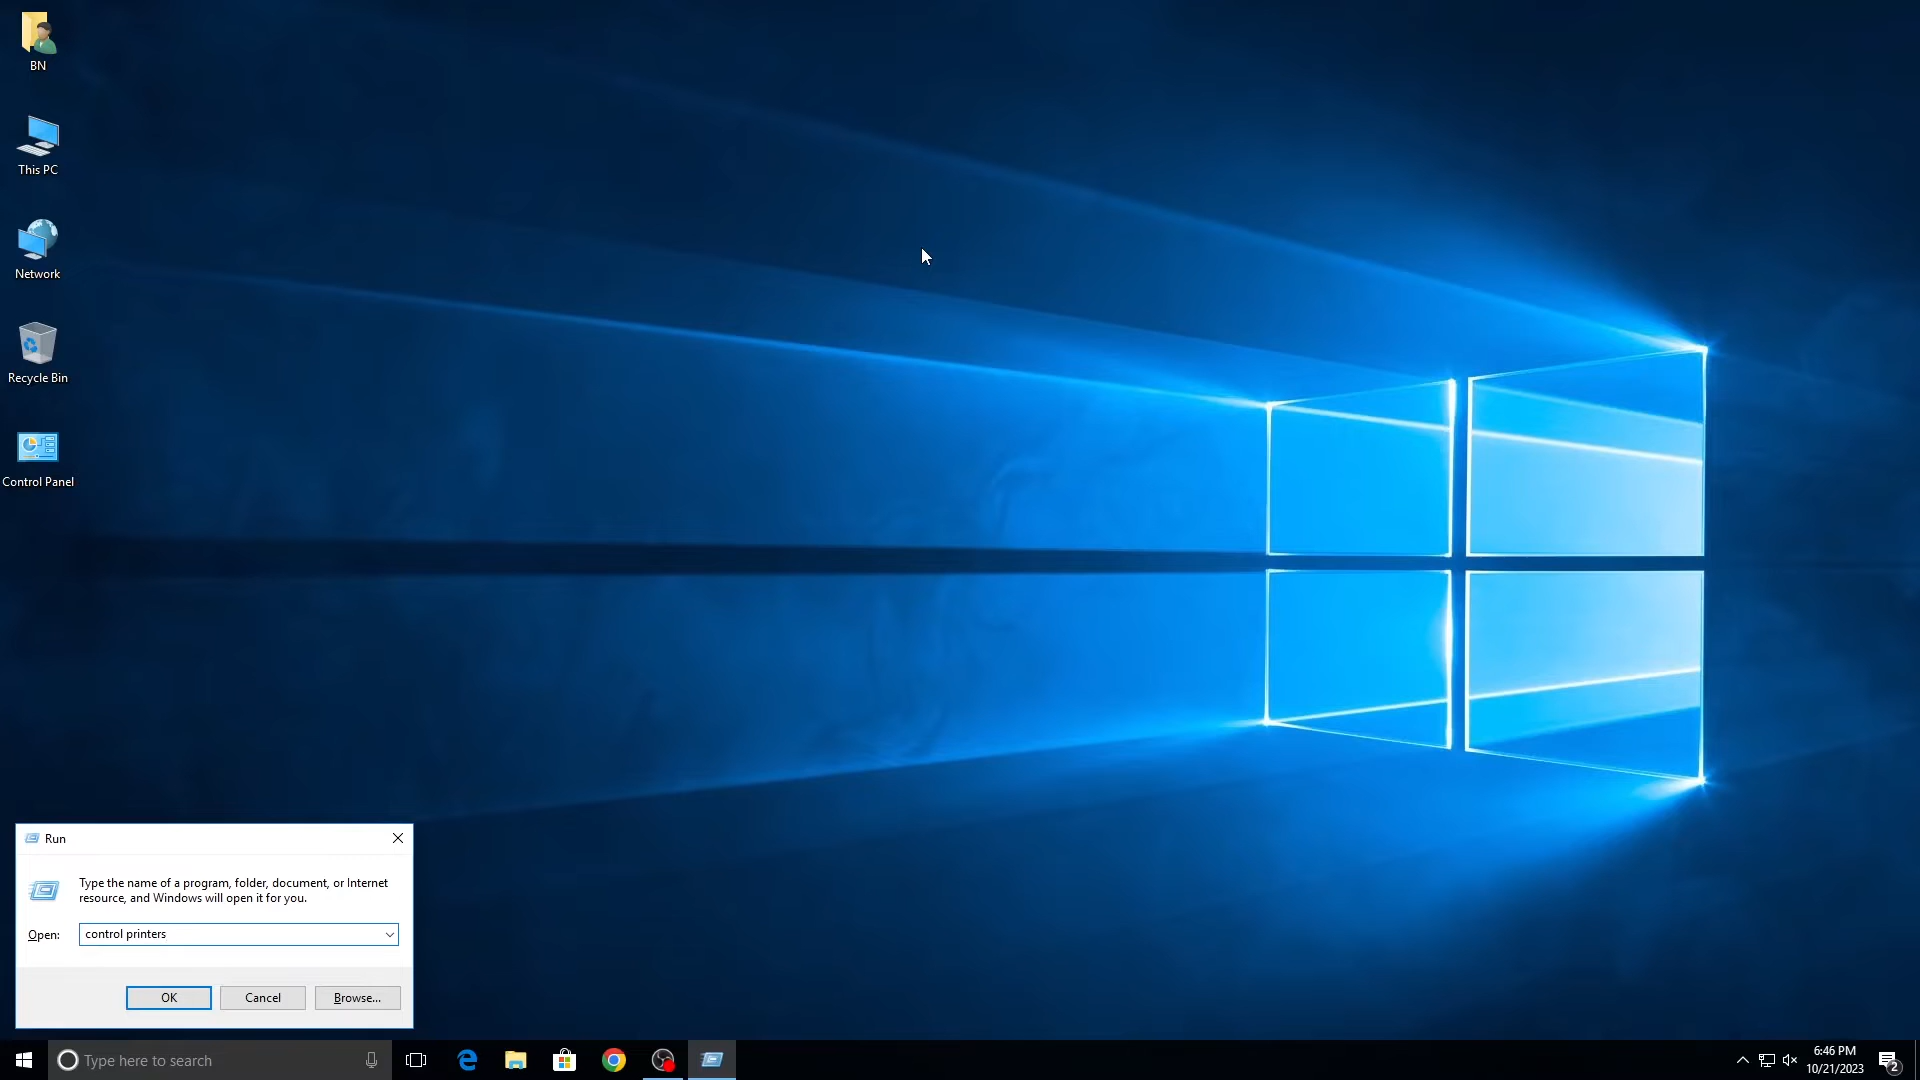 BN
This PC
Network
Recycle Bin
Control Panel
Run
Type the name of a program, folder, document, or Internet
resource, and Windows will open it for you.
Open: control printers
OK Cancel Browse...
Type here to search
6:46 PM
10/21/2023
2